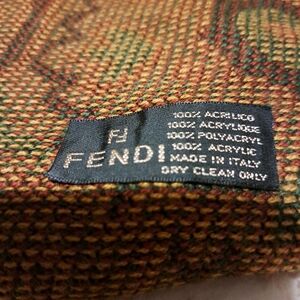 FF
FENDI
100% ACRILICO
100% ACRYLIQUE
100% POLYACRYL
100% ACRYLIC
MADE IN ITALY
DRY CLEAN ONLY